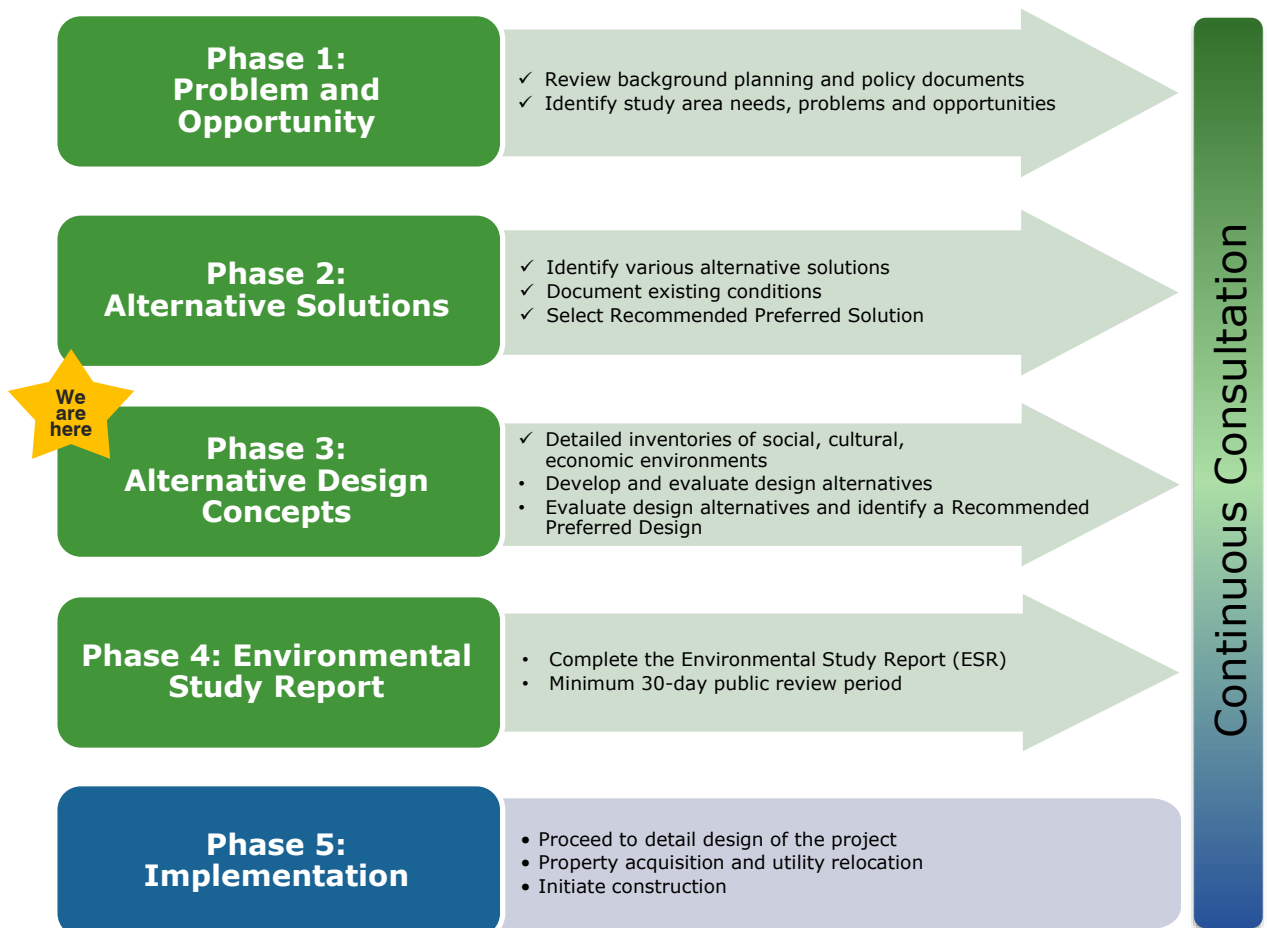 Phase 1:
Problem and
Opportunity
✓ Review background planning and policy documents
✓ Identify study area needs, problems and opportunities
Phase 2:
Alternative Solutions
✓ Identify various alternative solutions
✓ Document existing conditions
✓ Select Recommended Preferred Solution
We
are
here
Phase 3:
Alternative Design
Concepts
✓ Detailed inventories of social, cultural,
economic environments
• Develop and evaluate design alternatives
• Evaluate design alternatives and identify a Recommended
Preferred Design
Phase 4: Environmental
Study Report
• Complete the Environmental Study Report (ESR)
• Minimum 30-day public review period
Phase 5:
Implementation
• Proceed to detail design of the project
• Property acquisition and utility relocation
• Initiate construction
Continuous Consultation